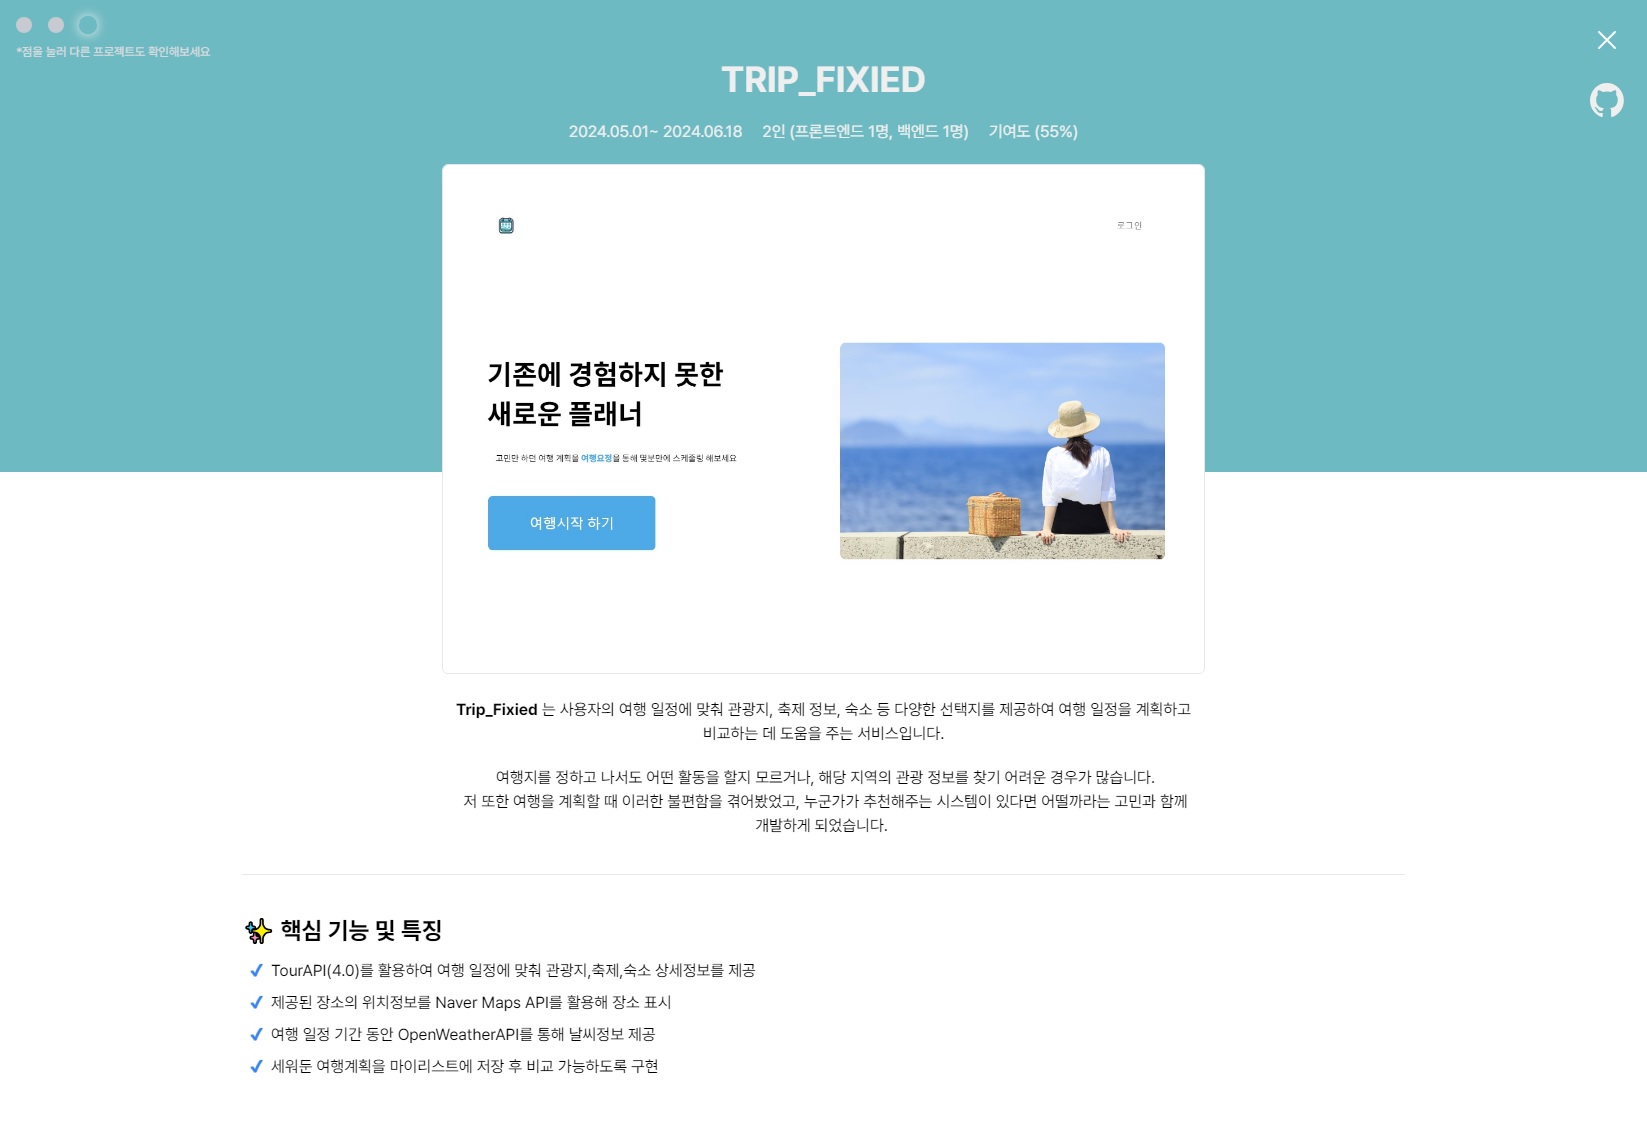 *점을 눌러 다른 프로젝트도 확인해보세요
TRIP_FIXIED
2024.05.01~ 2024.06.18 2인 (프론트엔드 1명, 백엔드 1명) 기여도 (55%)
로그인
기존에 경험하지 못한
새로운 플래너
고민만 하던 여행 계획을 여행요정을 통해 몇분만에 스케줄링 해보세요
여행시작 하기
Trip_Fixied 는 사용자의 여행 일정에 맞춰 관광지, 축제 정보, 숙소 등 다양한 선택지를 제공하여 여행 일정을 계획하고
비교하는 데 도움을 주는 서비스입니다.
여행지를 정하고 나서도 어떤 활동을 할지 모르거나, 해당 지역의 관광 정보를 찾기 어려운 경우가 많습니다.
저 또한 여행을 계획할 때 이러한 불편함을 겪어봤었고, 누군가가 추천해주는 시스템이 있다면 어떨까라는 고민과 함께
개발하게 되었습니다.
✨ 핵심 기능 및 특징
TourAPI(4.0)를 활용하여 여행 일정에 맞춰 관광지,축제,숙소 상세정보를 제공
제공된 장소의 위치정보를 Naver Maps API를 활용해 장소 표시
여행 일정 기간 동안 OpenWeatherAPI를 통해 날씨정보 제공
세워둔 여행계획을 마이리스트에 저장 후 비교 가능하도록 구현